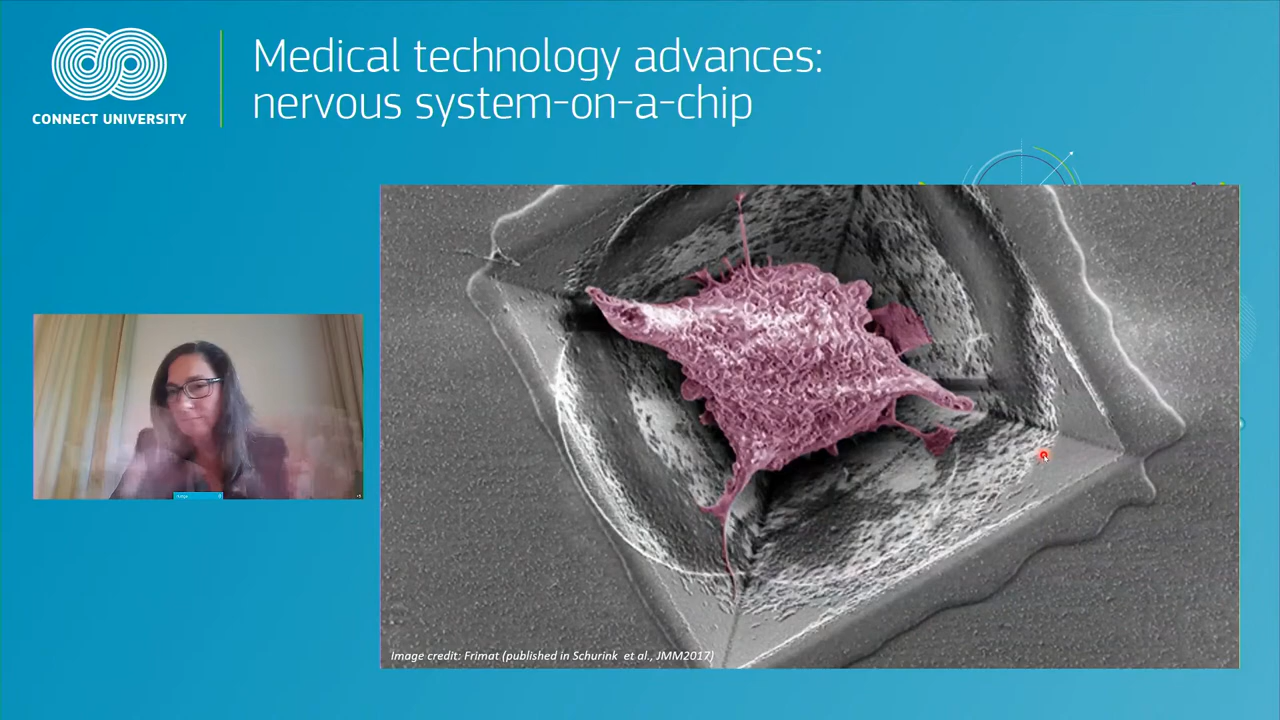 CONNECT UNIVERSITY
Medical technology advances:
nervous system-on-a-chip
Image credit: Frimat (published in Schurink et al., JMM2017)